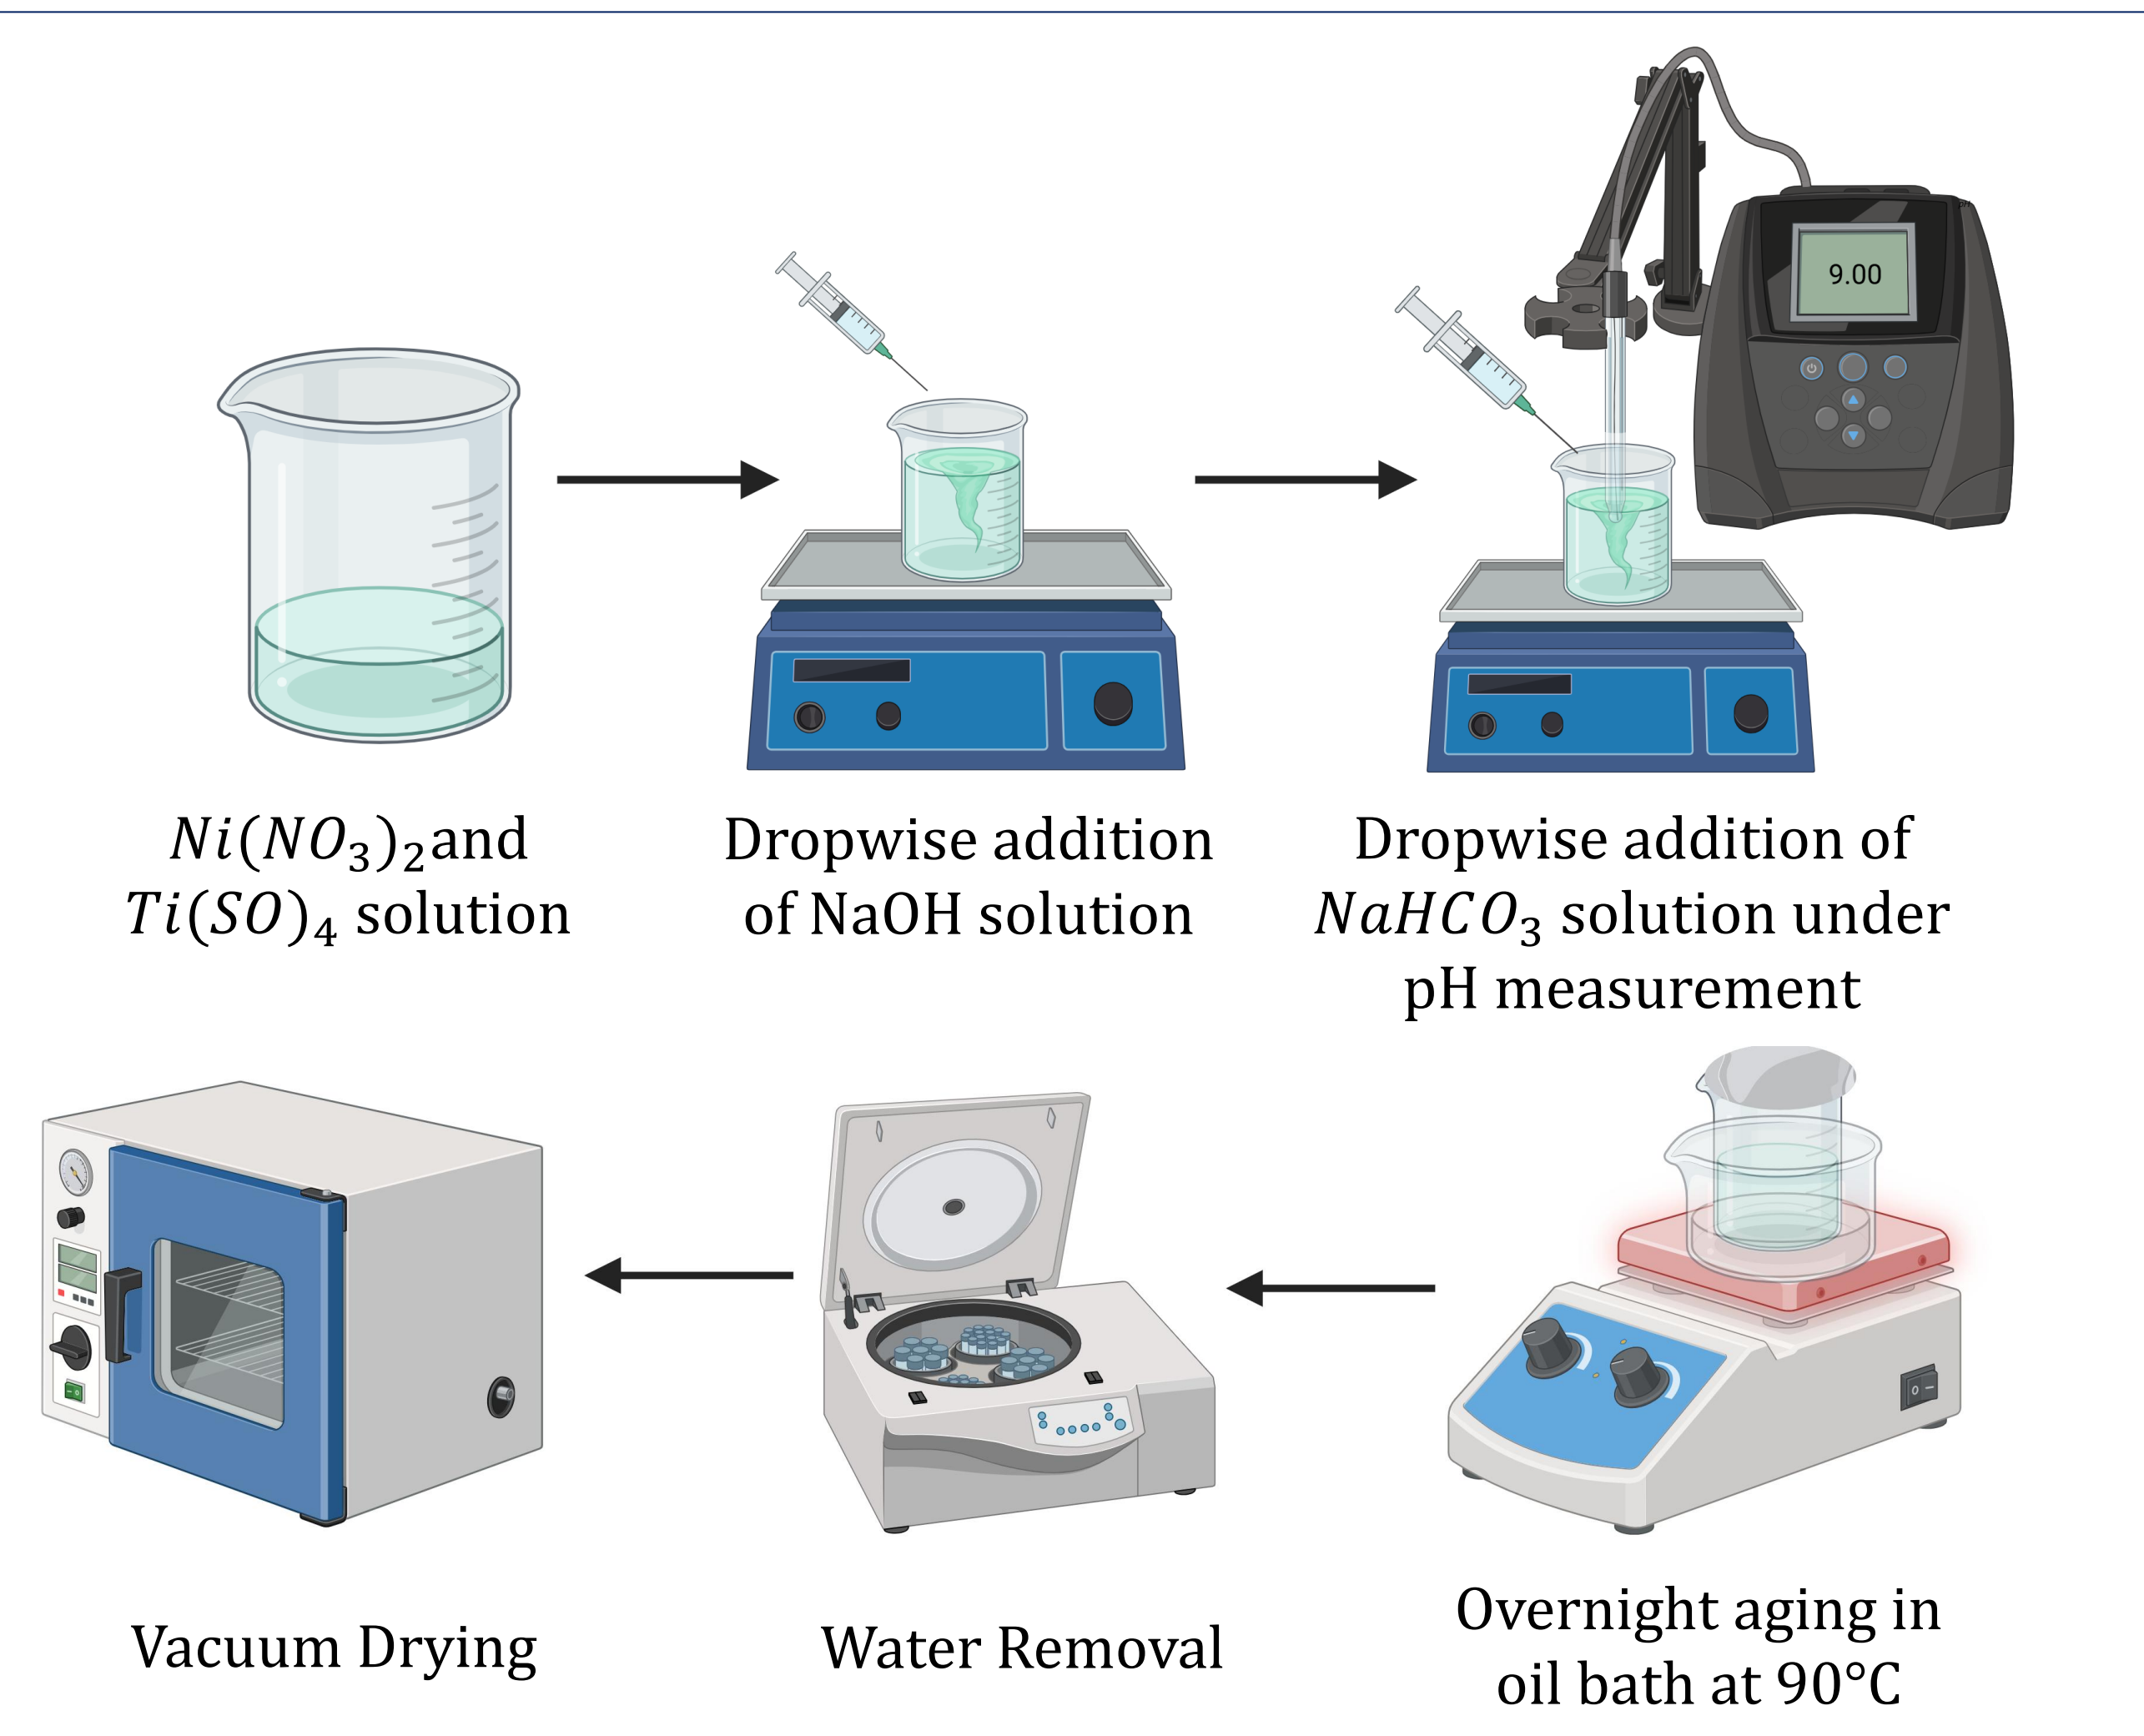 9.00
pH
Ni(NO₃)₂and
Ti(SO)₄ solution
Dropwise addition
of NaOH solution
Dropwise addition of
NaHCO₃ solution under
pH measurement
Vacuum Drying
Water Removal
Overnight aging in
oil bath at 90°C